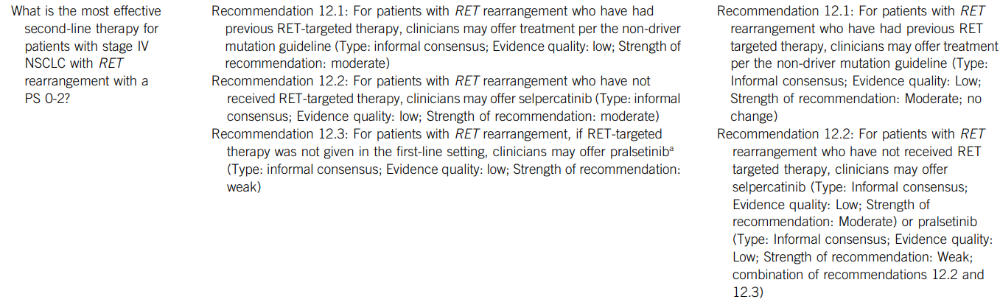 What is the most effective
second-line therapy for
patients with stage IV
NSCLC with RET
rearrangement with a
PS 0-2?
Recommendation 12.1: For patients with RET rearrangement who have had
previous RET-targeted therapy, clinicians may offer treatment per the non-driver
mutation guideline (Type: informal consensus; Evidence quality: low; Strength of
recommendation: moderate)
Recommendation 12.2: For patients with RET rearrangement who have not
received RET-targeted therapy, clinicians may offer selpercatinib (Type: informal
consensus; Evidence quality: low; Strength of recommendation: moderate)
Recommendation 12.3: For patients with RET rearrangement, if RET-targeted
therapy was not given in the first-line setting, clinicians may offer pralsetinibª
(Type: informal consensus; Evidence quality: low; Strength of recommendation:
weak)
Recommendation 12.1: For patients with RET
rearrangement who have had previous RET
targeted therapy, clinicians may offer treatment
per the non-driver mutation guideline (Type:
Informal consensus; Evidence quality: Low;
Strength of recommendation: Moderate; no
change)
Recommendation 12.2: For patients with RET
rearrangement who have not received RET
targeted therapy, clinicians may offer
selpercatinib (Type: Informal consensus;
Evidence quality: Low; Strength of
recommendation: Moderate) or pralsetinib
(Type: Informal consensus; Evidence quality:
Low; Strength of recommendation: Weak;
combination of recommendations 12.2 and
12.3)